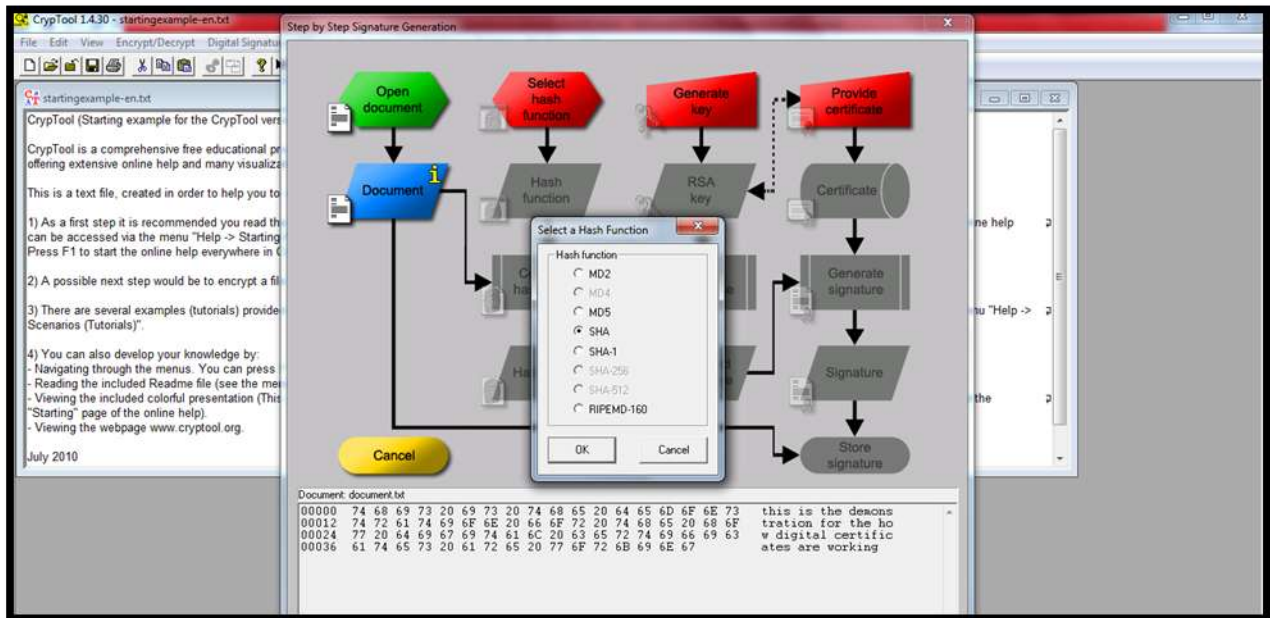 CrypTool 1.4.30 - startingexample-en.txt
File Edit View Encrypt/Decrypt Digital Signatu
startingexample-en.txt
CrypTool (Starting example for the CrypTool vers
CrypTool is a comprehensive free educational pr
offering extensive online help and many visualiza
This is a text file, created in order to help you to
1) As a first step it is recommended you read th
can be accessed via the menu "Help -> Starting
Press F1 to start the online help everywhere in
2) A possible next step would be to encrypt a fil
3) There are several examples (tutorials) provide
Scenarios (Tutorials)".
4) You can also develop your knowledge by:
- Navigating through the menus. You can press
- Reading the included Readme file (see the me
- Viewing the included colorful presentation (This
"Starting" page of the online help).
- Viewing the webpage www.cryptool.org.
July 2010
ne help
nu "Help ->
the
Step by Step Signature Generation
Open
document
Select
hash
function
Generate
key
Provide
certificate
Document
i
Hash
function
RSA
key
Certificate
Generate
signature
Signature
Store
signature
Cancel
Select a Hash Function
Hash function
MD2
MD4
MD5
SHA
SHA-1
SHA-256
SHA-512
RIPEMD-160
OK
Cancel
Document: document.txt
00000 74 68 69 73 20 69 73 20 74 68 65 20 64 65 6D 6F 6E 73 this is the demons
00012 74 72 61 74 69 6F 6E 20 66 6F 72 20 74 68 65 20 68 6F tration for the ho
00024 77 20 64 69 67 69 74 61 6C 20 63 65 72 74 69 66 69 63 w digital certific
00036 61 74 65 73 20 61 72 65 20 77 6F 72 6B 69 6E 67 ates are working